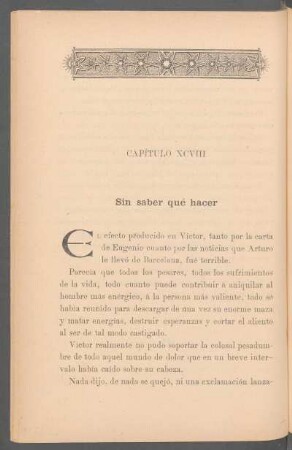 CAPÍTULO XCVIII
Sin saber qué hacer
EL efecto producido en Víctor, tanto por la carta
de Eugenio cuanto por las noticias que Arturo
le llevó de Barcelona, fué terrible.
Parecía que todos los pesares, todos los sufrimientos
de la vida, todo cuanto puede contribuir a aniquilar al
hombre más enérgico, a la persona más valiente, todo se
había reunido para descargar de una vez su enorme maza
y matar energías, destruir esperanzas y cortar el aliento
al ser de tal modo castigado.
Víctor realmente no pudo soportar la colosal pesadum-
bre de todo aquel mundo de dolor que en un breve inter-
valo había caído sobre su cabeza.
Nada dijo, de nada se quejó, ni una exclamación lanza-